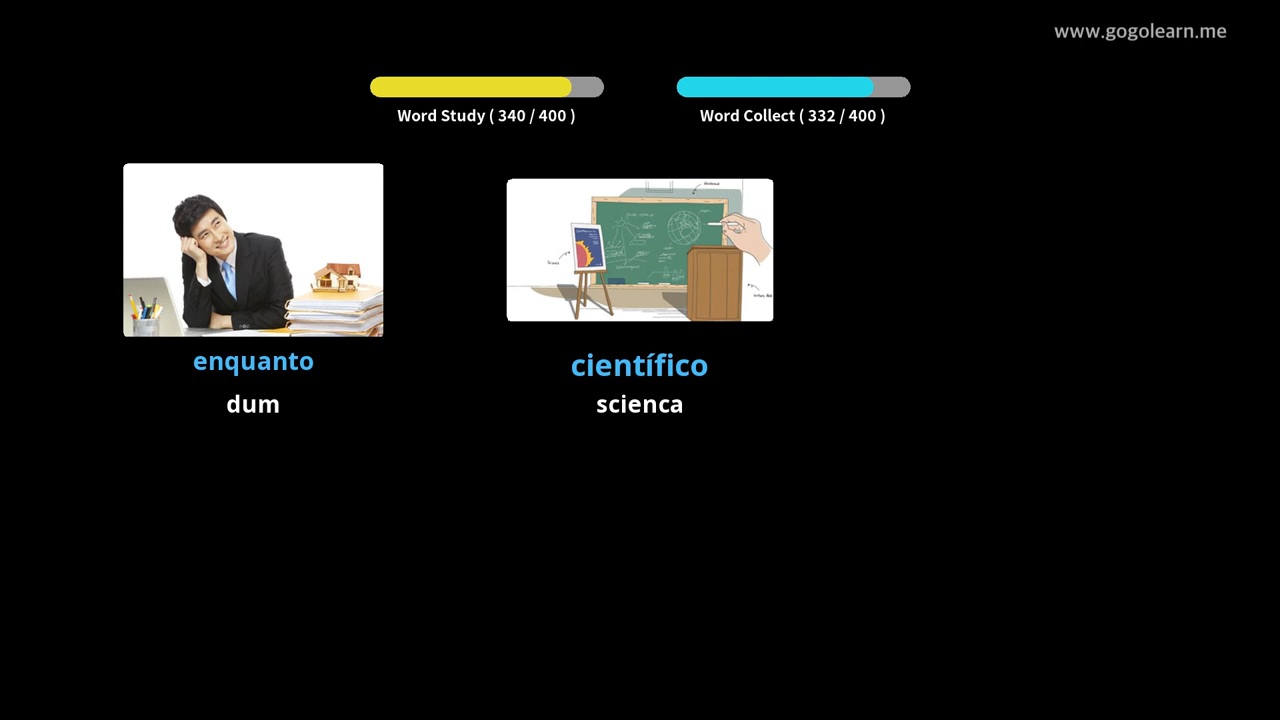 www.gogolearn.me
Word Study ( 340 / 400 )
Word Collect ( 332 / 400 )
enquanto
dum
científico
scienca